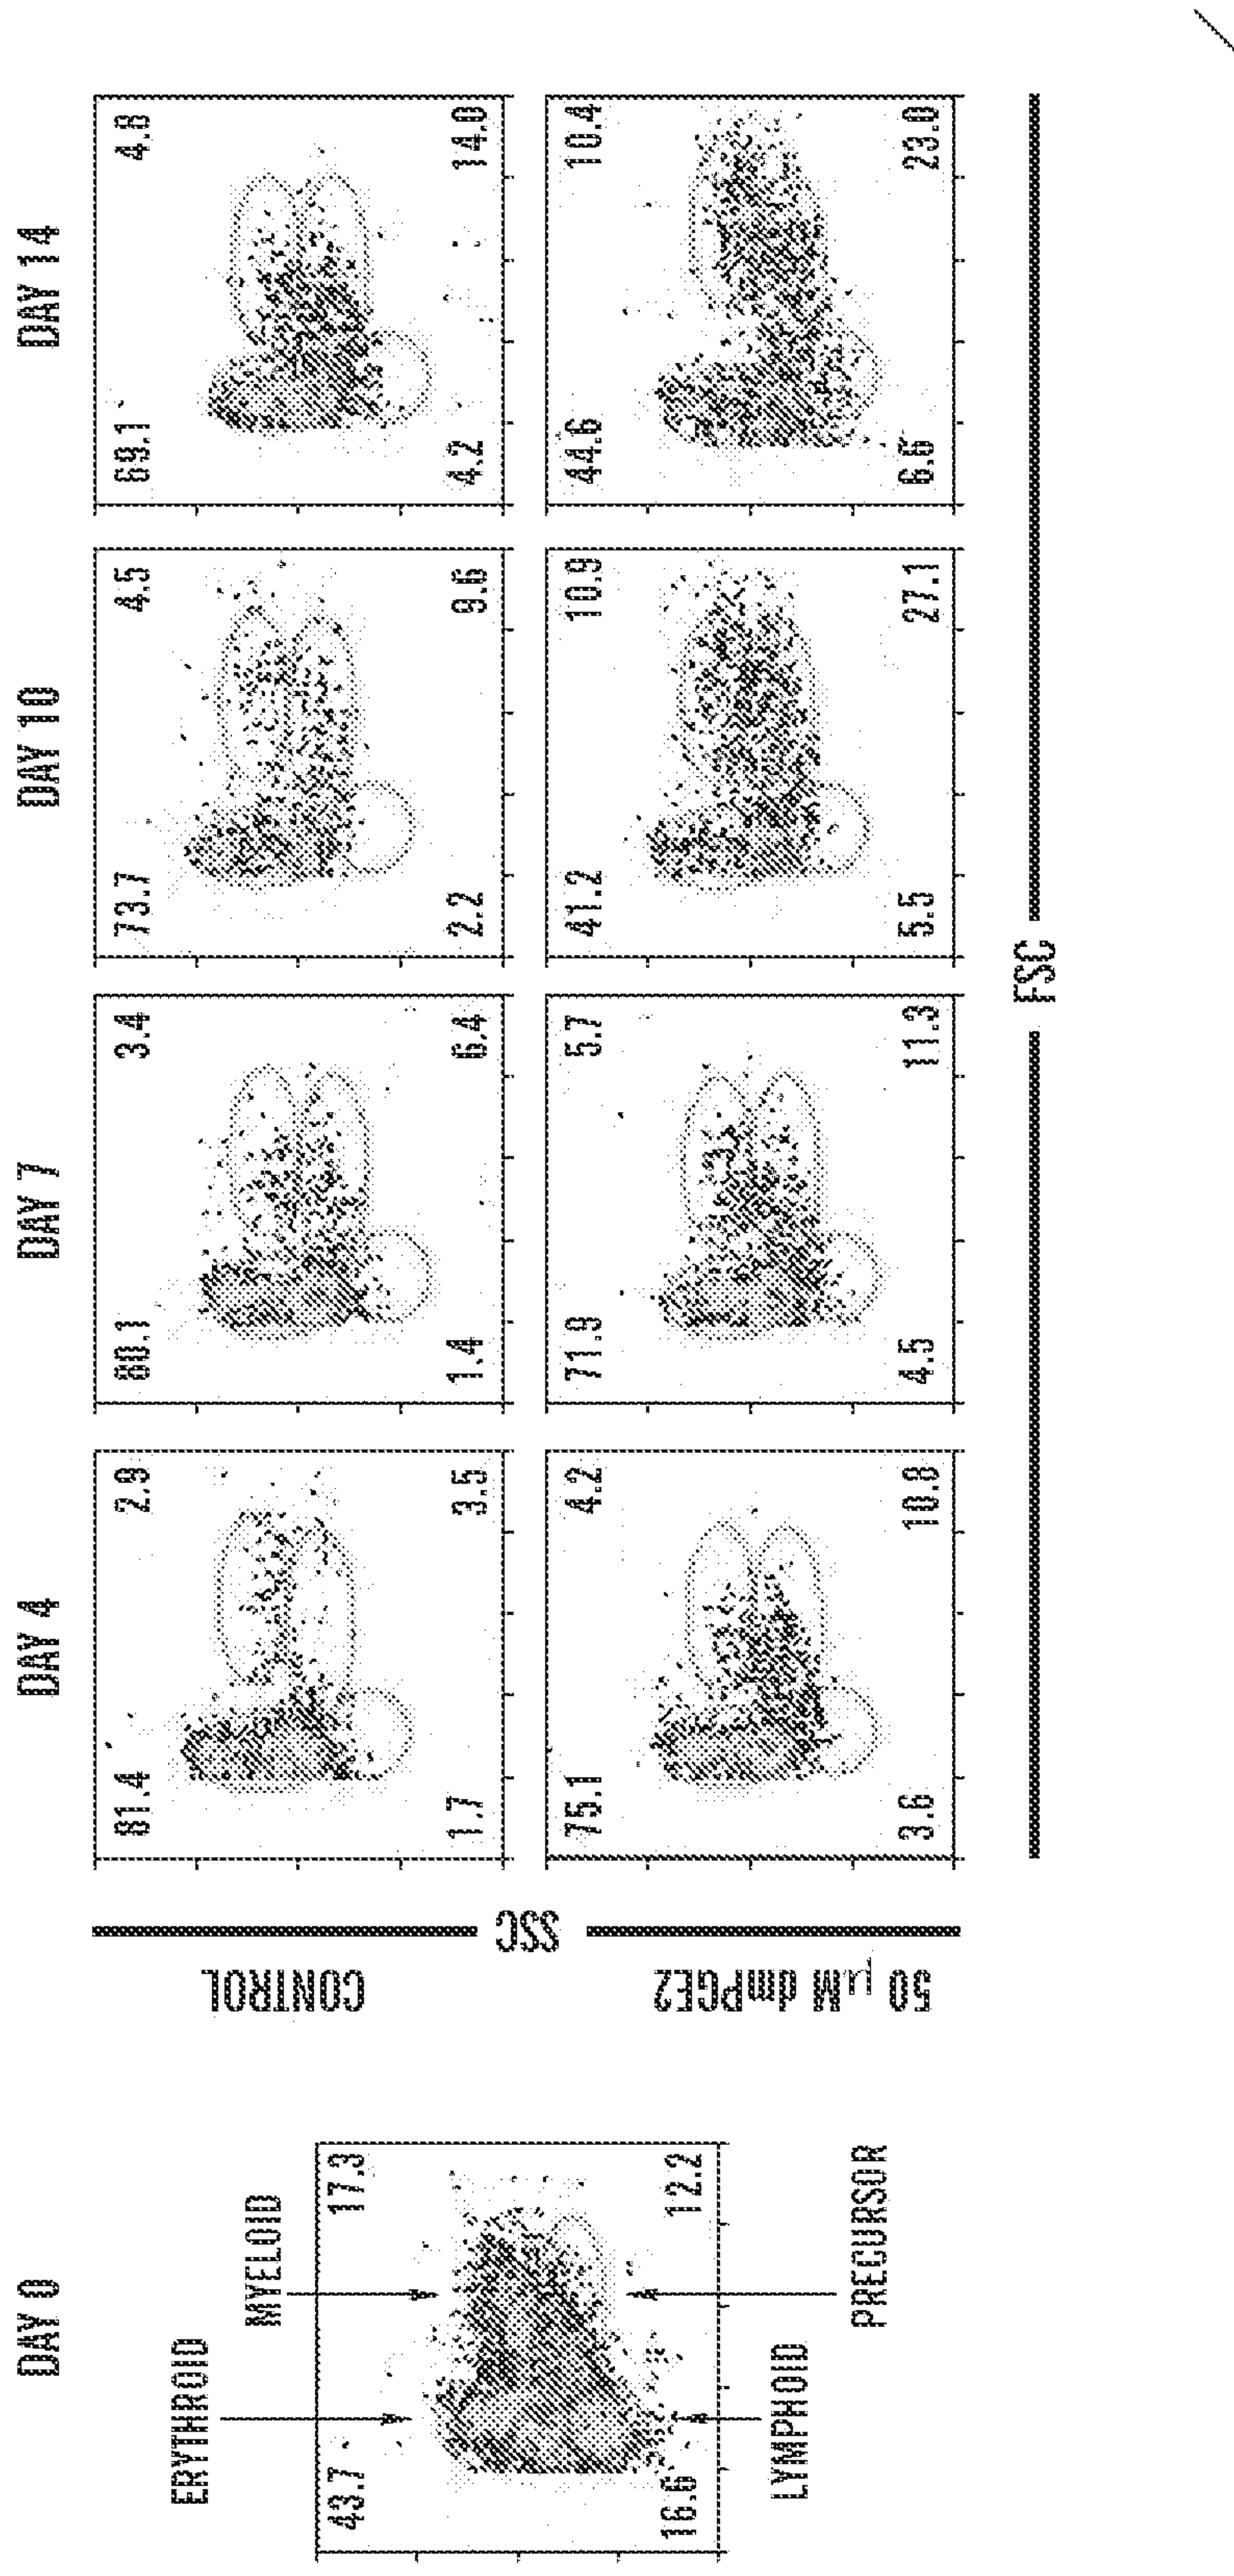 DAY 0
DAY 4
DAY 7
DAY 10
DAY 14
ERYTHROID
MYELOID
43.7
17.3
16.6
12.2
LYMPHOID
PRECURSOR
CONTROL
SSC
50 μM dmPGE2
81.4
2.9
1.7
3.5
80.1
3.4
1.4
6.4
73.7
4.5
2.2
9.6
69.1
4.8
4.2
14.0
75.1
4.2
3.6
10.8
71.9
5.7
4.5
11.3
41.2
10.9
5.5
27.1
44.6
10.4
6.6
23.0
FSC